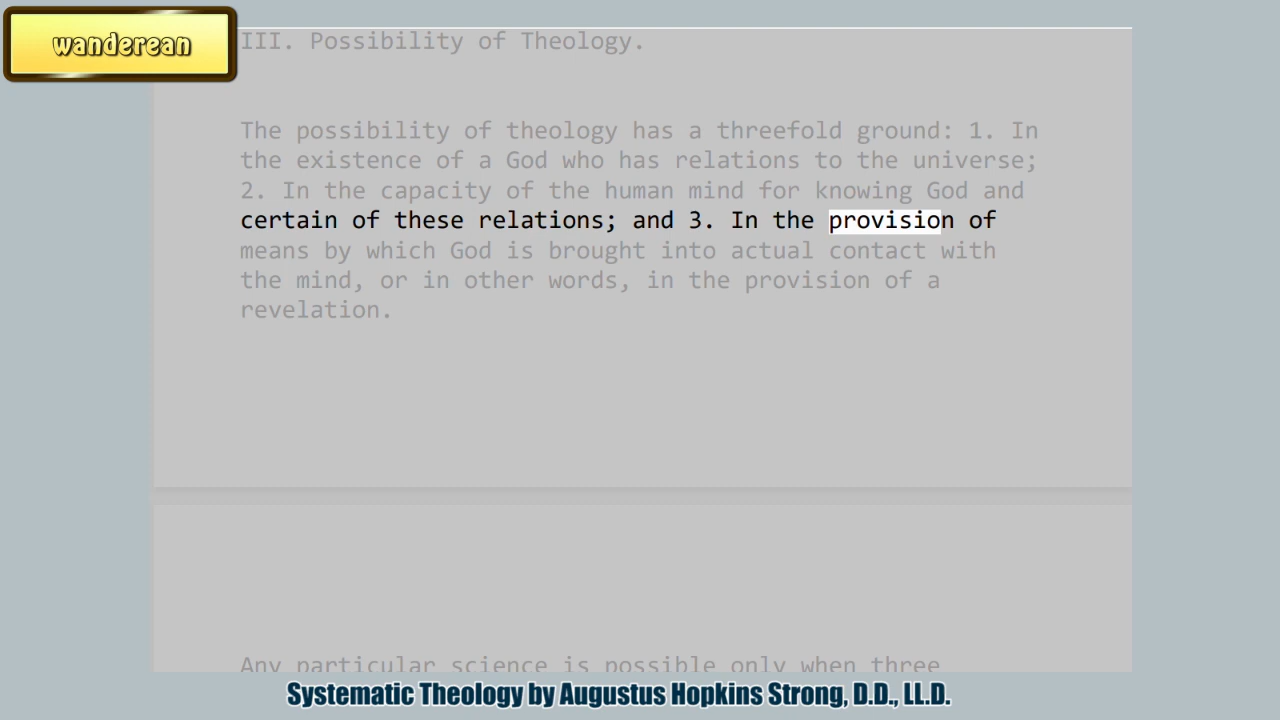 wanderean
III. Possibility of Theology.
The possibility of theology has a threefold ground: 1. In
the existence of a God who has relations to the universe;
2. In the capacity of the human mind for knowing God and
certain of these relations; and 3. In the provision of
means by which God is brought into actual contact with
the mind, or in other words, in the provision of a
revelation.
Any particular science is possible only when three
Systematic Theology by Augustus Hopkins Strong, D.D., LL.D.